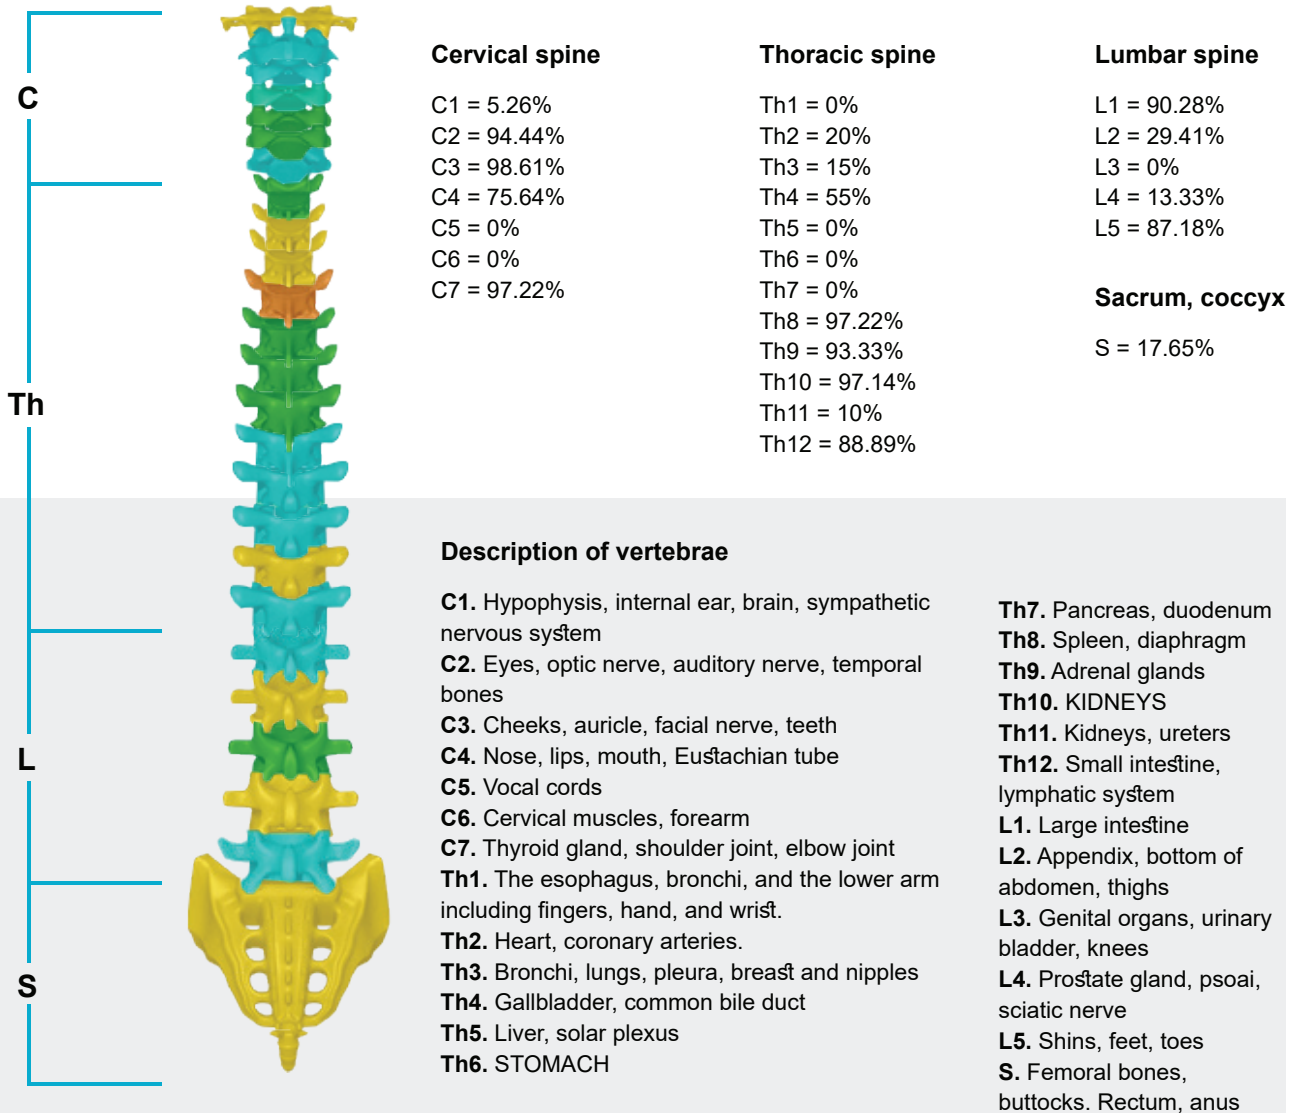 C
Th
L
S
Cervical spine
C1 = 5.26%
C2 = 94.44%
C3 = 98.61%
C4 = 75.64%
C5 = 0%
C6 = 0%
C7 = 97.22%
Thoracic spine
Th1 = 0%
Th2 = 20%
Th3 = 15%
Th4 = 55%
Th5 = 0%
Th6 = 0%
Th7 = 0%
Th8 = 97.22%
Th9 = 93.33%
Th10 = 97.14%
Th11 = 10%
Th12 = 88.89%
Lumbar spine
L1 = 90.28%
L2 = 29.41%
L3 = 0%
L4 = 13.33%
L5 = 87.18%
Sacrum, coccyx
S = 17.65%
Description of vertebrae
C1. Hypophysis, internal ear, brain, sympathetic
nervous system
C2. Eyes, optic nerve, auditory nerve, temporal
bones
C3. Cheeks, auricle, facial nerve, teeth
C4. Nose, lips, mouth, Eustachian tube
C5. Vocal cords
C6. Cervical muscles, forearm
C7. Thyroid gland, shoulder joint, elbow joint
Th1. The esophagus, bronchi, and the lower arm
including fingers, hand, and wrist.
Th2. Heart, coronary arteries.
Th3. Bronchi, lungs, pleura, breast and nipples
Th4. Gallbladder, common bile duct
Th5. Liver, solar plexus
Th6. STOMACH
Th7. Pancreas, duodenum
Th8. Spleen, diaphragm
Th9. Adrenal glands
Th10. KIDNEYS
Th11. Kidneys, ureters
Th12. Small intestine,
lymphatic system
L1. Large intestine
L2. Appendix, bottom of
abdomen, thighs
L3. Genital organs, urinary
bladder, knees
L4. Prostate gland, psoai,
sciatic nerve
L5. Shins, feet, toes
S. Femoral bones,
buttocks. Rectum, anus